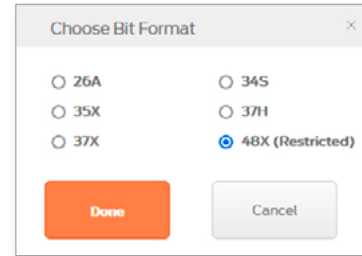 Choose Bit Format ×
26A 34S
35X 37H
37X 48X (Restricted)
Done Cancel